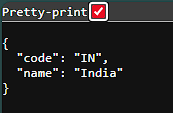 Pretty-print
{
  "code": "IN",
  "name": "India"
}